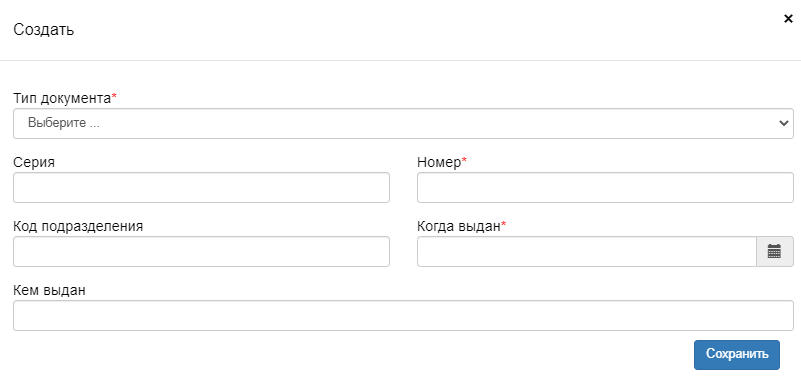 Создать
×
Тип документа*
Выберите ...
Серия
Номер*
Код подразделения
Когда выдан*
Кем выдан
Сохранить